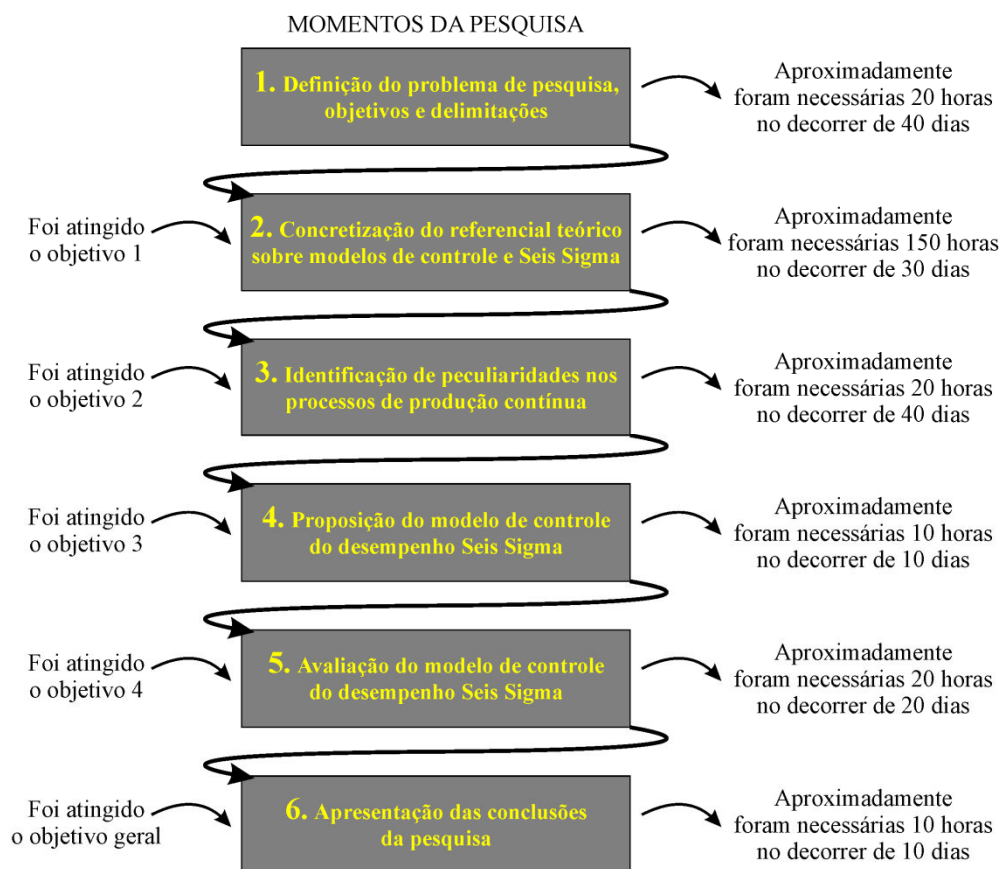 MOMENTOS DA PESQUISA
1. Definição do problema de pesquisa,
objetivos e delimitações
Aproximadamente
foram necessárias 20 horas
no decorrer de 40 dias
Foi atingido
o objetivo 1
2. Concretização do referencial teórico
sobre modelos de controle e Seis Sigma
Aproximadamente
foram necessárias 150 horas
no decorrer de 30 dias
Foi atingido
o objetivo 2
3. Identificação de peculiaridades nos
processos de produção contínua
Aproximadamente
foram necessárias 20 horas
no decorrer de 40 dias
Foi atingido
o objetivo 3
4. Proposição do modelo de controle
do desempenho Seis Sigma
Aproximadamente
foram necessárias 10 horas
no decorrer de 10 dias
Foi atingido
o objetivo 4
5. Avaliação do modelo de controle
do desempenho Seis Sigma
Aproximadamente
foram necessárias 20 horas
no decorrer de 20 dias
Foi atingido
o objetivo geral
6. Apresentação das conclusões
da pesquisa
Aproximadamente
foram necessárias 10 horas
no decorrer de 10 dias